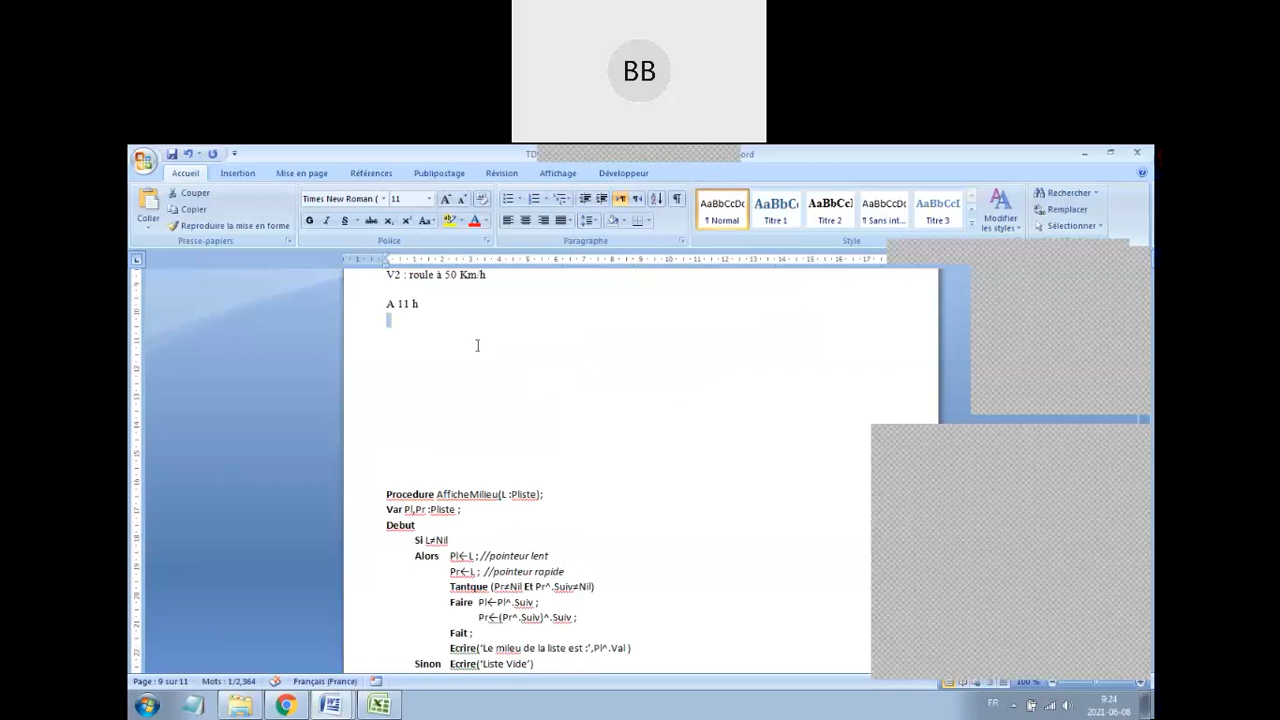 BB
TD
ord
Accueil Insertion Mise en page Références Publipostage Révision Affichage Développeur
Coller
Couper
Copier
Reproduire la mise en forme
Presse-papiers
Times New Roman ( 11
Police
Paragraphe
AaBbCcDc AaBbC AaBbCcl AaBbCcDc AaBbCcI
¶ Normal Titre 1 Titre 2 ¶ Sans int... Titre 3
Style
Modifier les styles
Rechercher
Remplacer
Sélectionner
V2 : roule à 50 Km/h
A 11 h
Procedure AfficheMilieu(L :Pliste);
Var Pl,Pr :Pliste ;
Debut
Si L≠Nil
Alors Pl←L ; //pointeur lent
Pr←L ; //pointeur rapide
Tantque (Pr≠Nil Et Pr^.Suiv≠Nil)
Faire Pl←Pl^.Suiv ;
Pr←(Pr^.Suiv)^.Suiv ;
Fait ;
Ecrire('Le mileu de la liste est :',Pl^.Val )
Sinon Ecrire('Liste Vide')
Page : 9 sur 11 Mots : 1/2,364 Français (France) 100 %
FR 9:24
2021-06-08